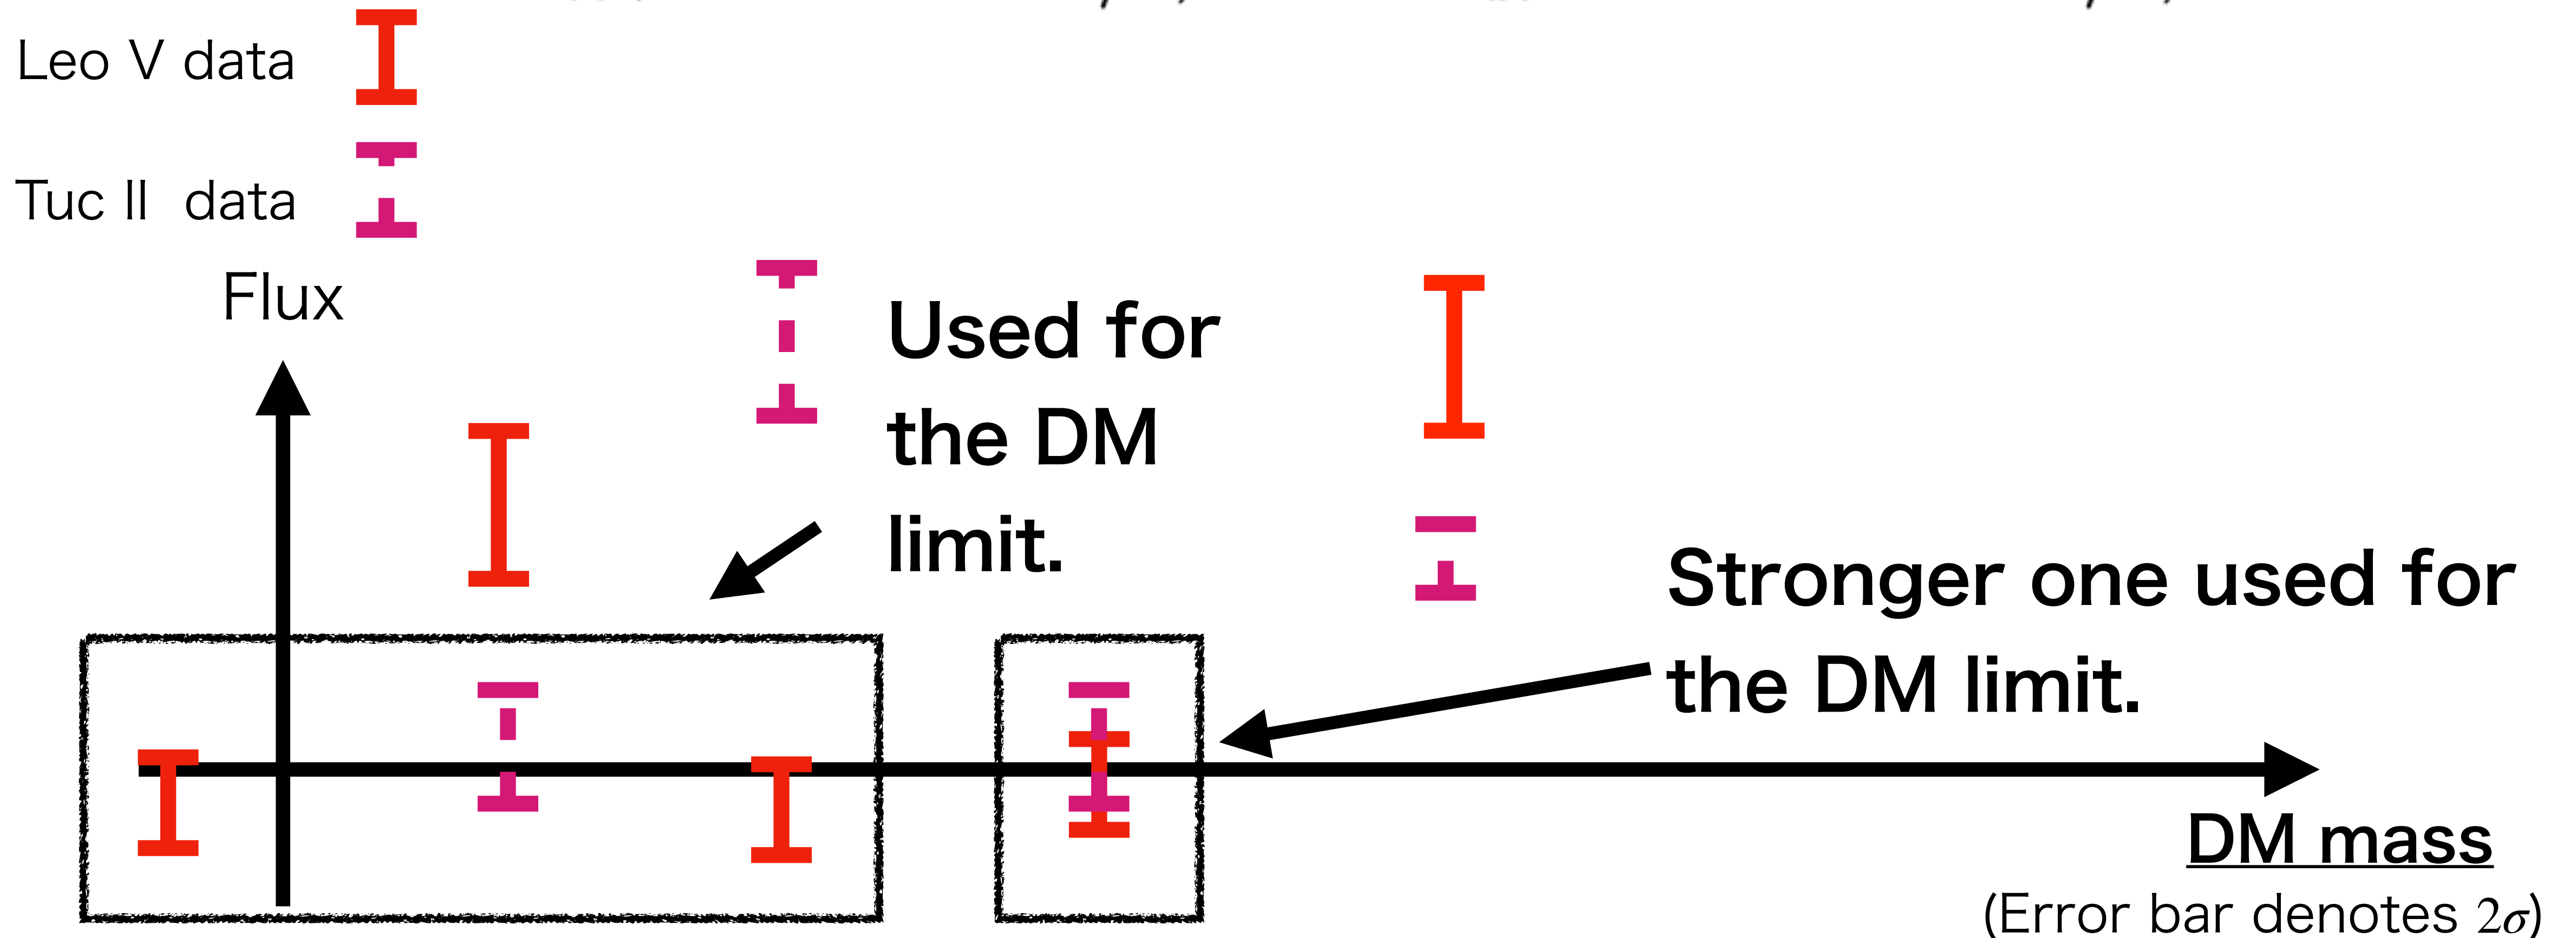 Leo V data
Tuc II data
Flux
Used for
the DM
limit.
Stronger one used for
the DM limit.
DM mass
(Error bar denotes 2σ)